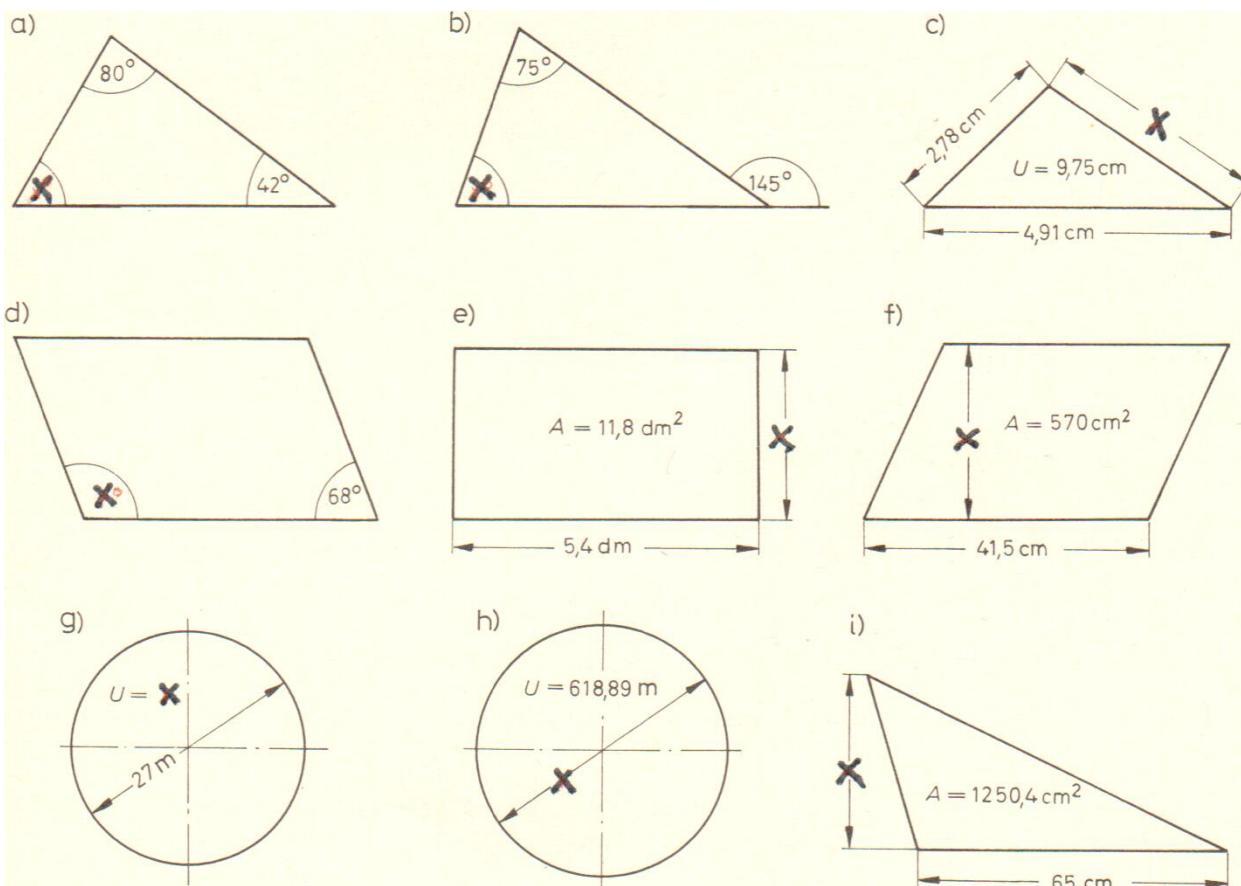 a)
80°
X
42°
b)
75°
X
145°
c)
2,78 cm
X
U = 9,75 cm
4,91 cm
d)
X°
68°
e)
A = 11,8 dm²
X
5,4 dm
f)
X
A = 570 cm²
41,5 cm
g)
U = X
27 m
h)
U = 618,89 m
X
i)
X
A = 1250,4 cm²
65 cm